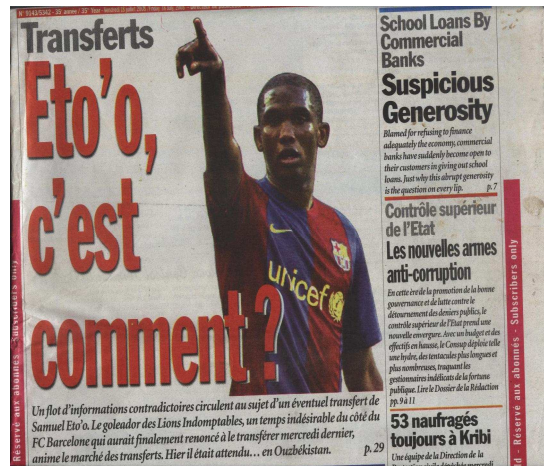 Transferts
Eto'o,
c'est
comment ?
unicef
Un flot d'informations contradictoires circulent au sujet d'un éventuel transfert de
Samuel Eto'o. Le goleador des Lions Indomptables, un temps indésirable du côté du
FC Barcelone qui aurait finalement renoncé à le transférer mercredi dernier,
anime le marché des transferts. Hier il était attendu… en Ouzbékistan. p. 29
School Loans By
Commercial
Banks
Suspicious
Generosity
Blamed for refusing to finance
adequately the economy, commercial
banks have suddenly become open to
their customers in giving out school
loans. Just why this abrupt generosity
is the question on every lip. p. 7
Contrôle supérieur
de l'Etat
Les nouvelles armes
anti-corruption
En cette ère de la promotion de la bonne
gouvernance et de lutte contre le
détournement des deniers publics, le
contrôle supérieur de l'Etat prend une
nouvelle envergure. Avec un budget et des
effectifs en hausse, le Consup déploie telle
une hydre, des tentacules plus longues et
plus nombreuses, traquant les
gestionnaires indélicats de la fortune
publique. Lire le Dossier de la Rédaction
pp. 9 à 11
53 naufragés
toujours à Kribi
Une équipe de la Direction de la
Réservé aux abonnés - Subscribers only
Réservé aux abonnés - Subscribers only